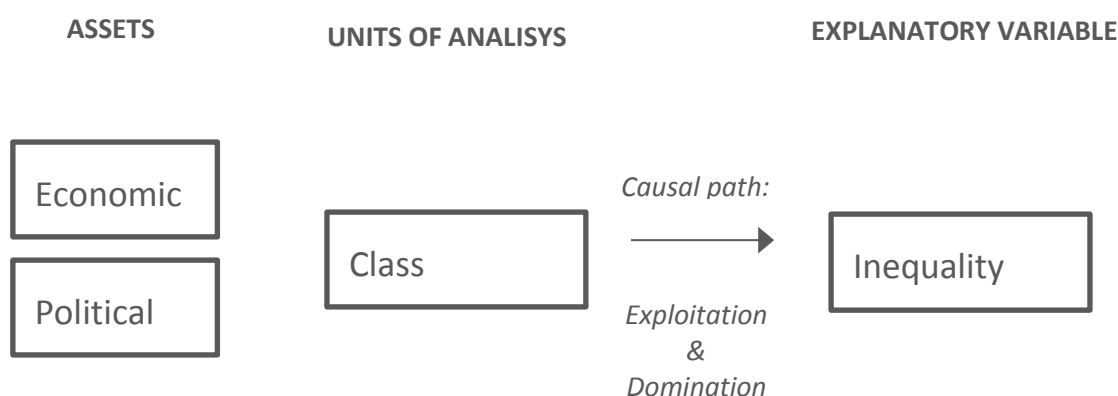 ASSETS
UNITS OF ANALISYS
EXPLANATORY VARIABLE
Economic
Political
Class
Causal path:
Exploitation
&
Domination
Inequality